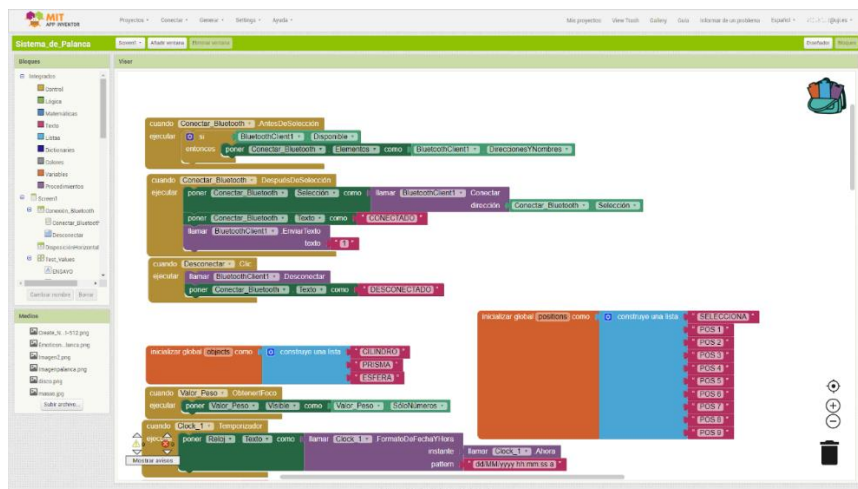 MIT
APP INVENTOR
Proyectos Conectar Generar Settings Ayuda
Mis proyectos View Trash Gallery Guía Informar de un problema Español
Sistema_de_Palanca
Screen1 Añadir ventana Eliminar ventana
Diseñador Bloques
Bloques
Visor
Integrados
Control
Lógica
Matemáticas
Texto
Listas
Dictionaries
Colores
Variables
Procedimientos
Screen1
Conexión_Bluetooth
Conectar_Bluetooth
Desconectar
DisposiciónHorizontal
Text_Values
ENSAYO
Cambiar nombre Borrar
Medios
Imagen2.png
imagenpalanca.png
disco.png
masas.jpg
Subir archivo...
cuando Conectar_Bluetooth .AntesDeSelección
ejecutar si BluetoothClient1 . Disponible
entonces poner Conectar_Bluetooth . Elementos como BluetoothClient1 . DireccionesYNombres
cuando Conectar_Bluetooth .DespuésDeSelección
ejecutar poner Conectar_Bluetooth . Selección como llamar BluetoothClient1 .Conectar
dirección Conectar_Bluetooth . Selección
poner Conectar_Bluetooth . Texto como " CONECTADO "
llamar BluetoothClient1 .EnviarTexto
texto " 1 "
cuando Desconectar .Clic
ejecutar llamar BluetoothClient1 .Desconectar
poner Conectar_Bluetooth . Texto como " DESCONECTADO "
inicializar global positions como construye una lista " SELECCIONA "
" POS 1 "
" POS 2 "
" POS 3 "
" POS 4 "
" POS 5 "
" POS 6 "
" POS 7 "
" POS 8 "
" POS 9 "
inicializar global objects como construye una lista " CILINDRO "
" PRISMA "
" ESFERA "
cuando Valor_Peso .ObtenerFoco
ejecutar poner Valor_Peso . Visible como Valor_Peso . SóloNúmeros
cuando Clock_1 .Temporizador
ejecutar poner Reloj . Texto como llamar Clock_1 .FormatoDeFechaYHora
instante llamar Clock_1 .Ahora
pattern " dd/MM/yyyy hh:mm:ss a "
Mostrar avisos